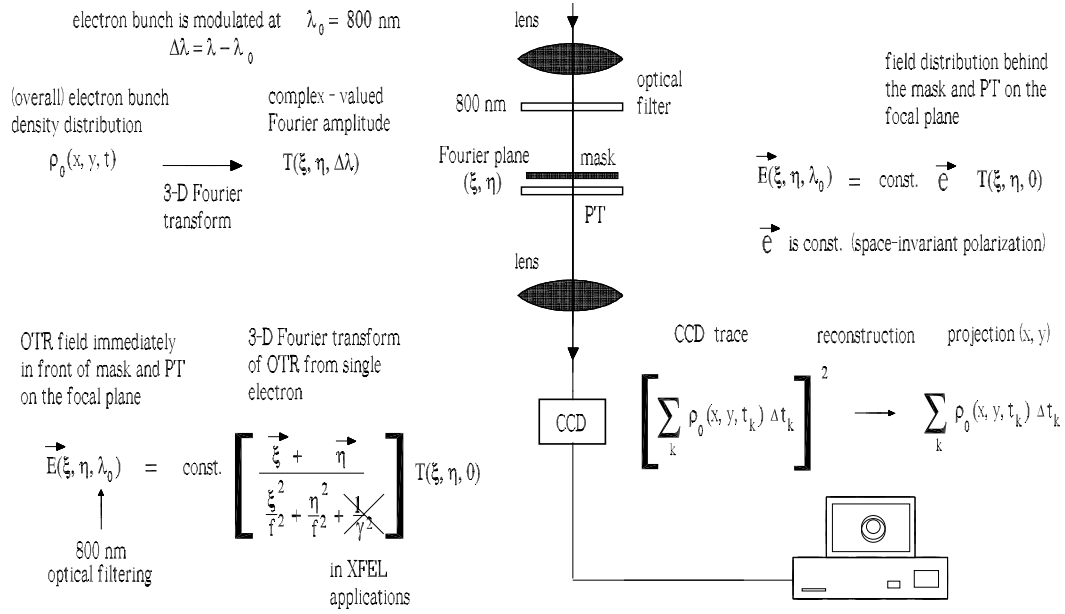 electron bunch is modulated at λ₀ = 800 nm
Δλ = λ − λ₀
(overall) electron bunch
density distribution
ρ₀(x, y, t)
3-D Fourier
transform
complex - valued
Fourier amplitude
T(ξ, η, Δλ)
lens
800 nm
optical
filter
Fourier plane
(ξ, η)
mask
PT
lens
field distribution behind
the mask and PT on the
focal plane
E⃗(ξ, η, λ₀) = const. e⃗ T(ξ, η, 0)
e⃗ is const. (space-invariant polarization)
OTR field immediately
in front of mask and PT
on the focal plane
3-D Fourier transform
of OTR from single
electron
E⃗(ξ, η, λ₀) = const. [ (ξ⃗ + η⃗) / (ξ²/f² + η²/f² + 1/γ²) ] T(ξ, η, 0)
800 nm
optical filtering
in XFEL
applications
CCD
CCD trace
reconstruction
projection (x, y)
[ ∑ₖ ρ₀(x, y, tₖ) Δtₖ ]²
∑ₖ ρ₀(x, y, tₖ) Δtₖ